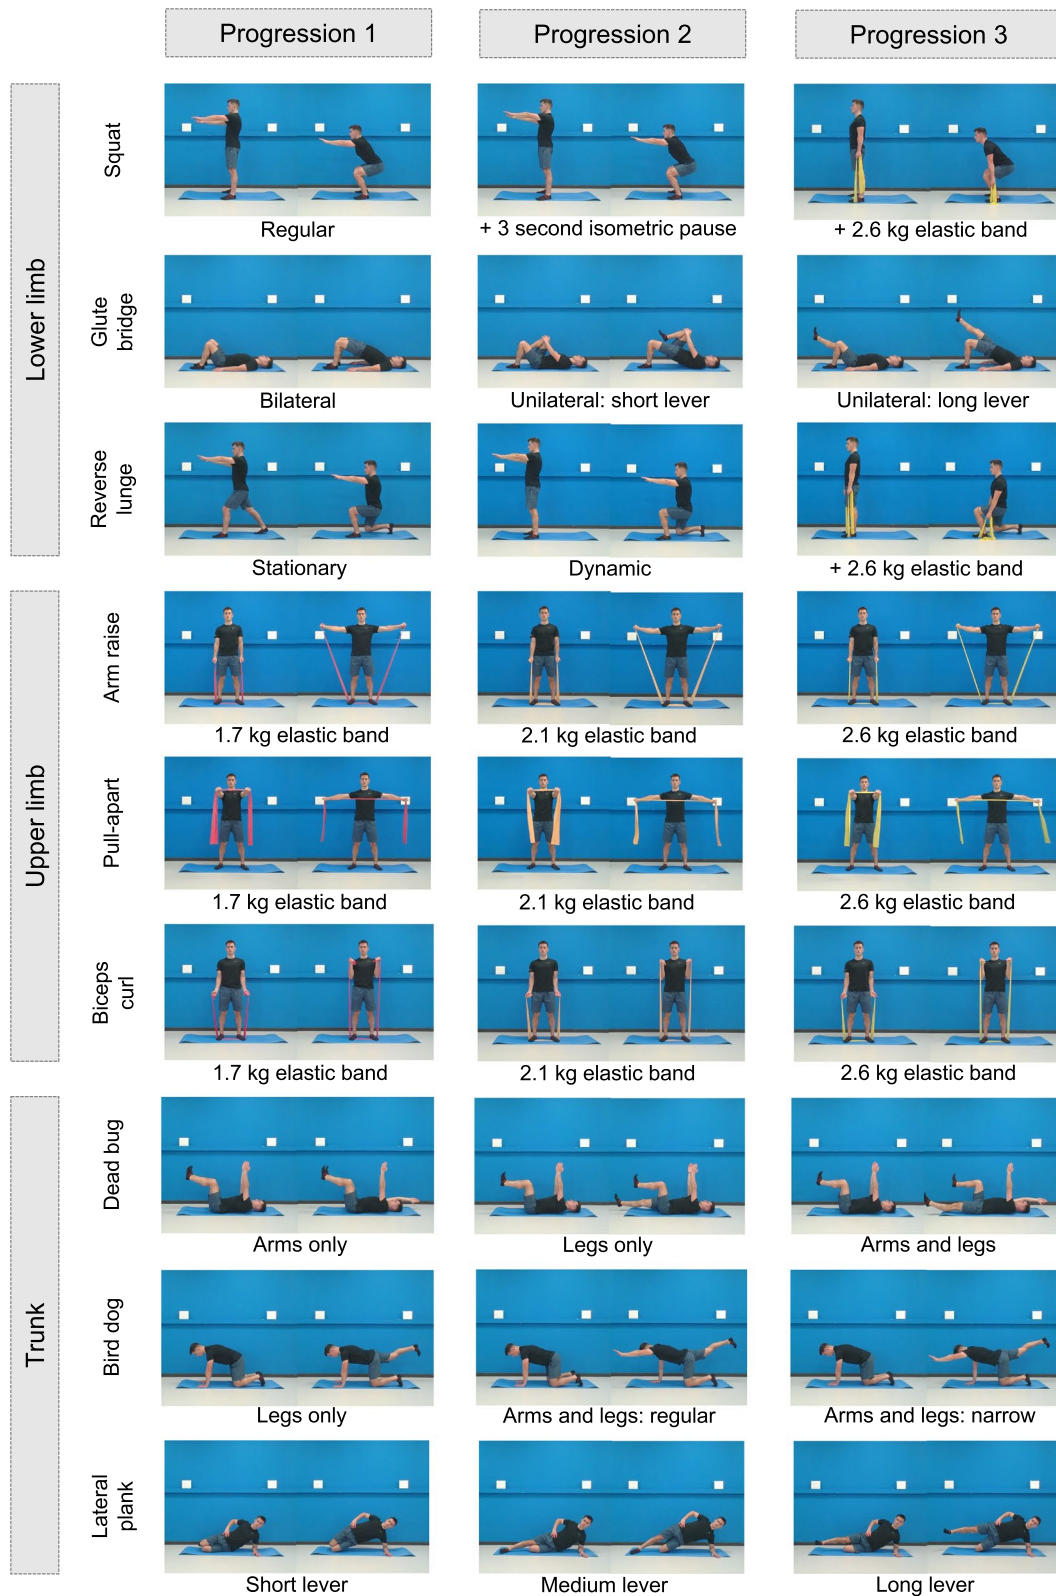 Progression 1
Progression 2
Progression 3
Lower limb
Squat
Regular
+ 3 second isometric pause
+ 2.6 kg elastic band
Glute
bridge
Bilateral
Unilateral: short lever
Unilateral: long lever
Reverse
lunge
Stationary
Dynamic
+ 2.6 kg elastic band
Upper limb
Arm raise
1.7 kg elastic band
2.1 kg elastic band
2.6 kg elastic band
Pull-apart
1.7 kg elastic band
2.1 kg elastic band
2.6 kg elastic band
Biceps
curl
1.7 kg elastic band
2.1 kg elastic band
2.6 kg elastic band
Trunk
Dead bug
Arms only
Legs only
Arms and legs
Bird dog
Legs only
Arms and legs: regular
Arms and legs: narrow
Lateral
plank
Short lever
Medium lever
Long lever